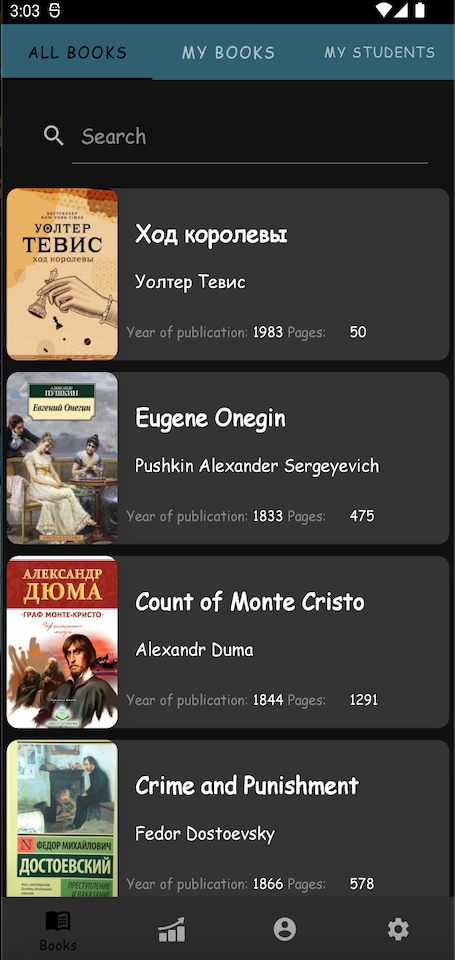 3:03
ALL BOOKS
MY BOOKS
MY STUDENTS
Search
БЕСТСЕЛЛЕР
NEW YORK TIMES
УОЛТЕР
ТЕВИС
ход королевы
Ход королевы
Уолтер Тевис
Year of publication: 1983 Pages: 50
АЛЕКСАНДР
ПУШКИН
Евгений Онегин
Eugene Onegin
Pushkin Alexander Sergeyevich
Year of publication: 1833 Pages: 475
АЛЕКСАНДР
ДЮМА
·ГРАФ МОНТЕ-КРИСТО·
Count of Monte Cristo
Alexandr Duma
Year of publication: 1844 Pages: 1291
N ФЕДОР МИХАЙЛОВИЧ
ДОСТОЕВСКИЙ
ПРЕСТУПЛЕНИЕ
И НАКАЗАНИЕ
Crime and Punishment
Fedor Dostoevsky
Year of publication: 1866 Pages: 578
Books